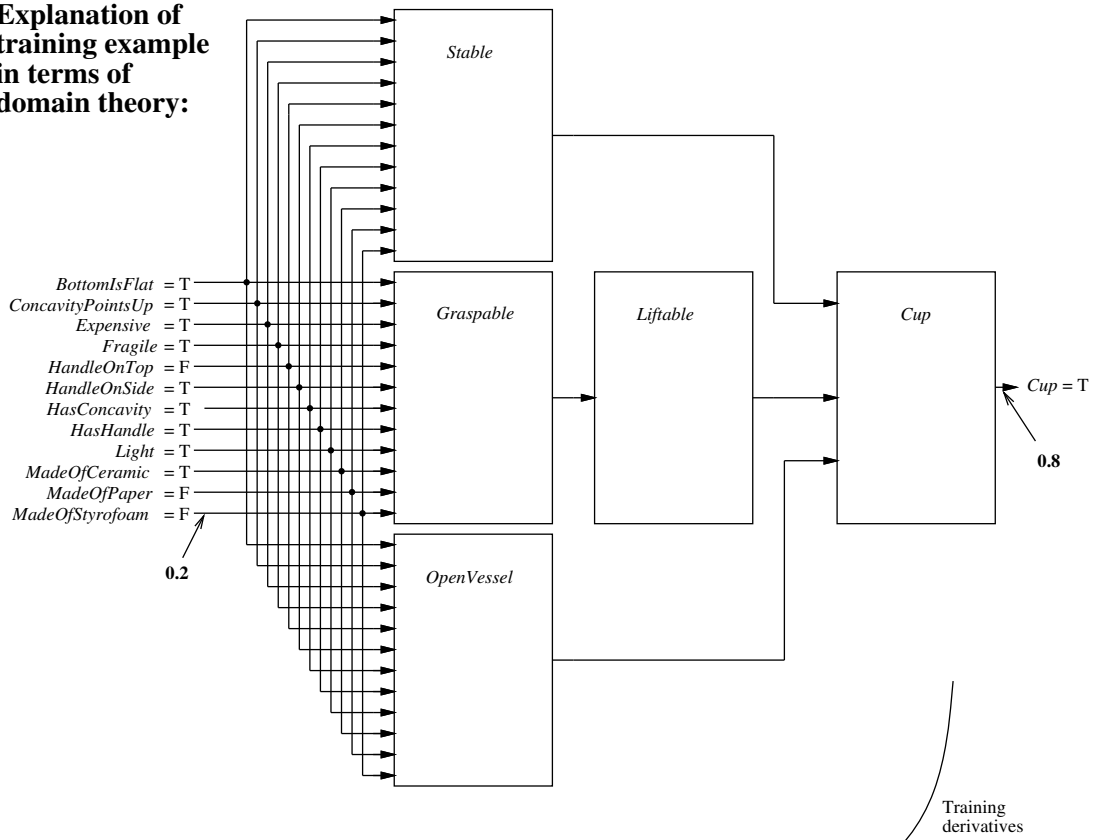 Explanation of
training example
in terms of
domain theory:
Stable
BottomIsFlat = T
ConcavityPointsUp = T
Expensive = T
Fragile = T
HandleOnTop = F
HandleOnSide = T
HasConcavity = T
HasHandle = T
Light = T
MadeOfCeramic = T
MadeOfPaper = F
MadeOfStyrofoam = F
0.2
Graspable
Liftable
Cup
Cup = T
0.8
OpenVessel
Training
derivatives